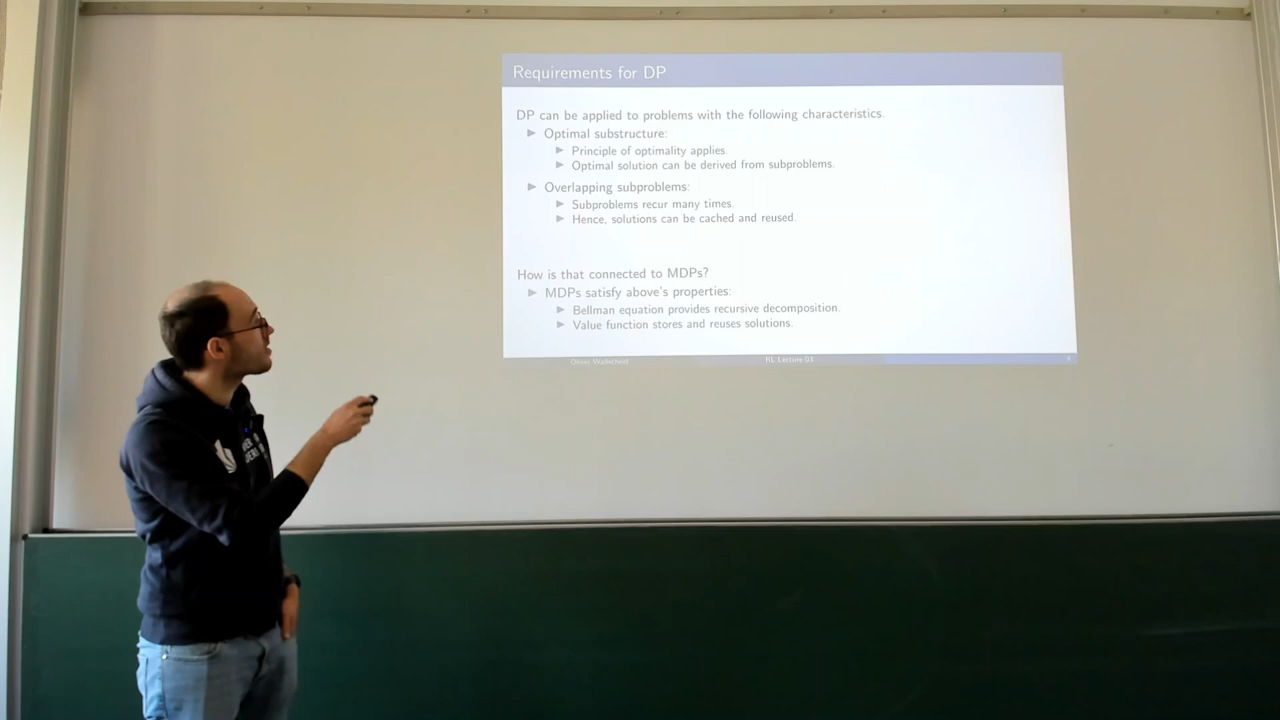 Requirements for DP
DP can be applied to problems with the following characteristics.
Optimal substructure:
Principle of optimality applies.
Optimal solution can be derived from subproblems.
Overlapping subproblems:
Subproblems recur many times.
Hence, solutions can be cached and reused.
How is that connected to MDPs?
MDPs satisfy above's properties:
Bellman equation provides recursive decomposition.
Value function stores and reuses solutions.
RL Lecture 03